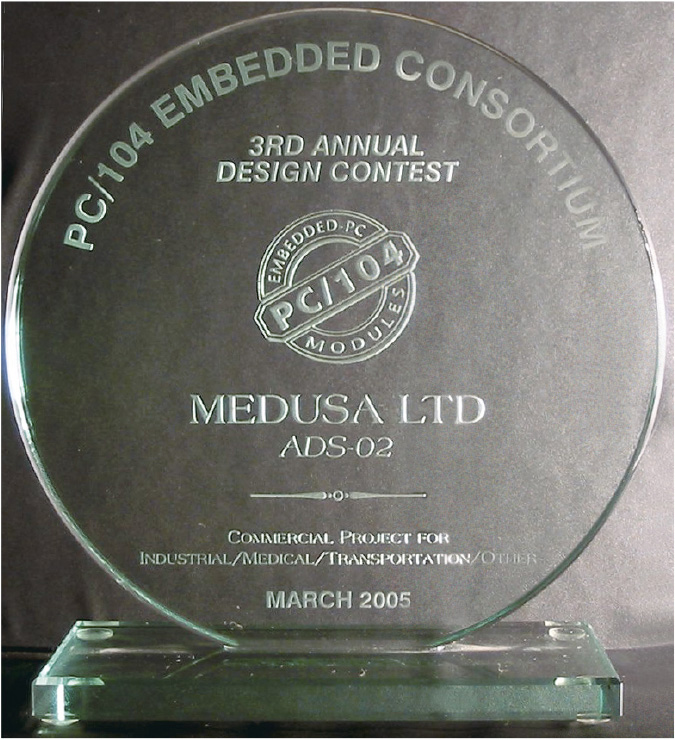 PC/104 EMBEDDED CONSORTIUM
3RD ANNUAL
DESIGN CONTEST
EMBEDDED-PC
PC/104
MODULES
MEDUSA LTD
ADS-02
COMMERCIAL PROJECT FOR
INDUSTRIAL/MEDICAL/TRANSPORTATION/OTHER
MARCH 2005